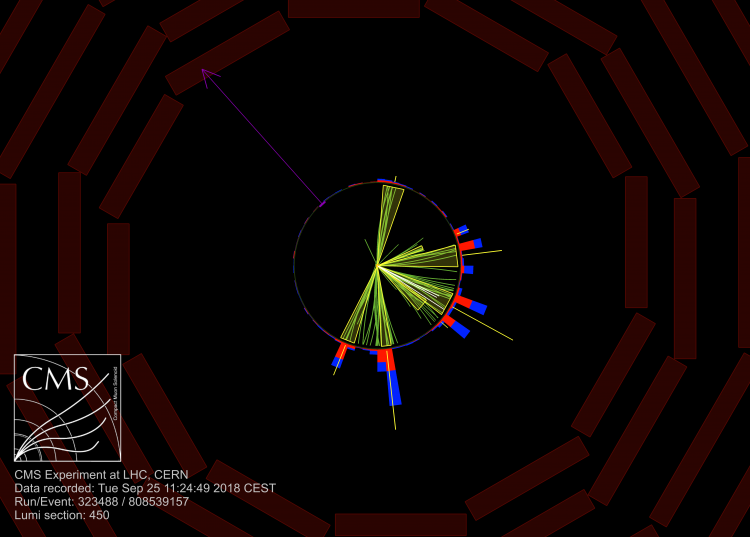 CMS
Compact Muon Solenoid
CMS Experiment at LHC, CERN
Data recorded: Tue Sep 25 11:24:49 2018 CEST
Run/Event: 323488 / 808539157
Lumi section: 450